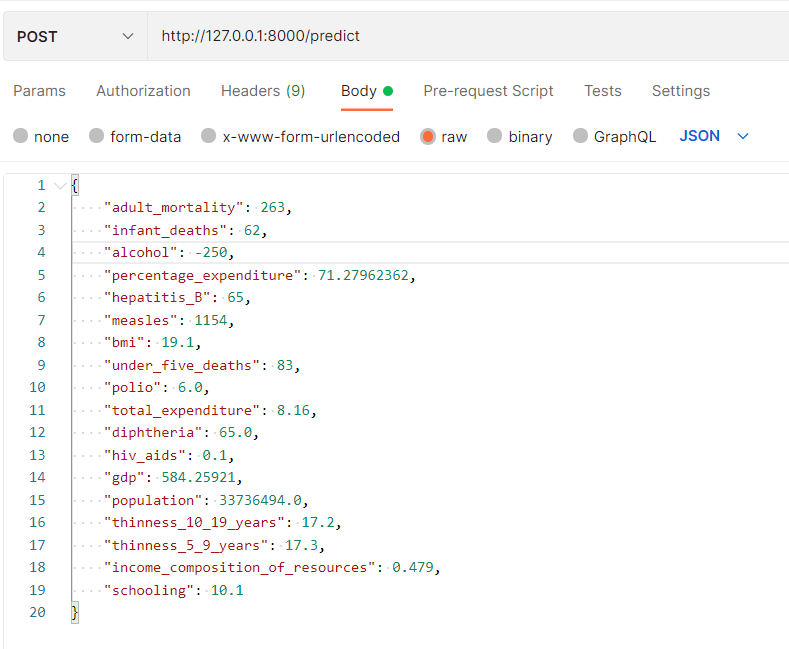 POST http://127.0.0.1:8000/predict
Params Authorization Headers (9) Body Pre-request Script Tests Settings
none form-data x-www-form-urlencoded raw binary GraphQL JSON
1 {
2 "adult_mortality": 263,
3 "infant_deaths": 62,
4 "alcohol": -250,
5 "percentage_expenditure": 71.27962362,
6 "hepatitis_B": 65,
7 "measles": 1154,
8 "bmi": 19.1,
9 "under_five_deaths": 83,
10 "polio": 6.0,
11 "total_expenditure": 8.16,
12 "diphtheria": 65.0,
13 "hiv_aids": 0.1,
14 "gdp": 584.25921,
15 "population": 33736494.0,
16 "thinness_10_19_years": 17.2,
17 "thinness_5_9_years": 17.3,
18 "income_composition_of_resources": 0.479,
19 "schooling": 10.1
20 }